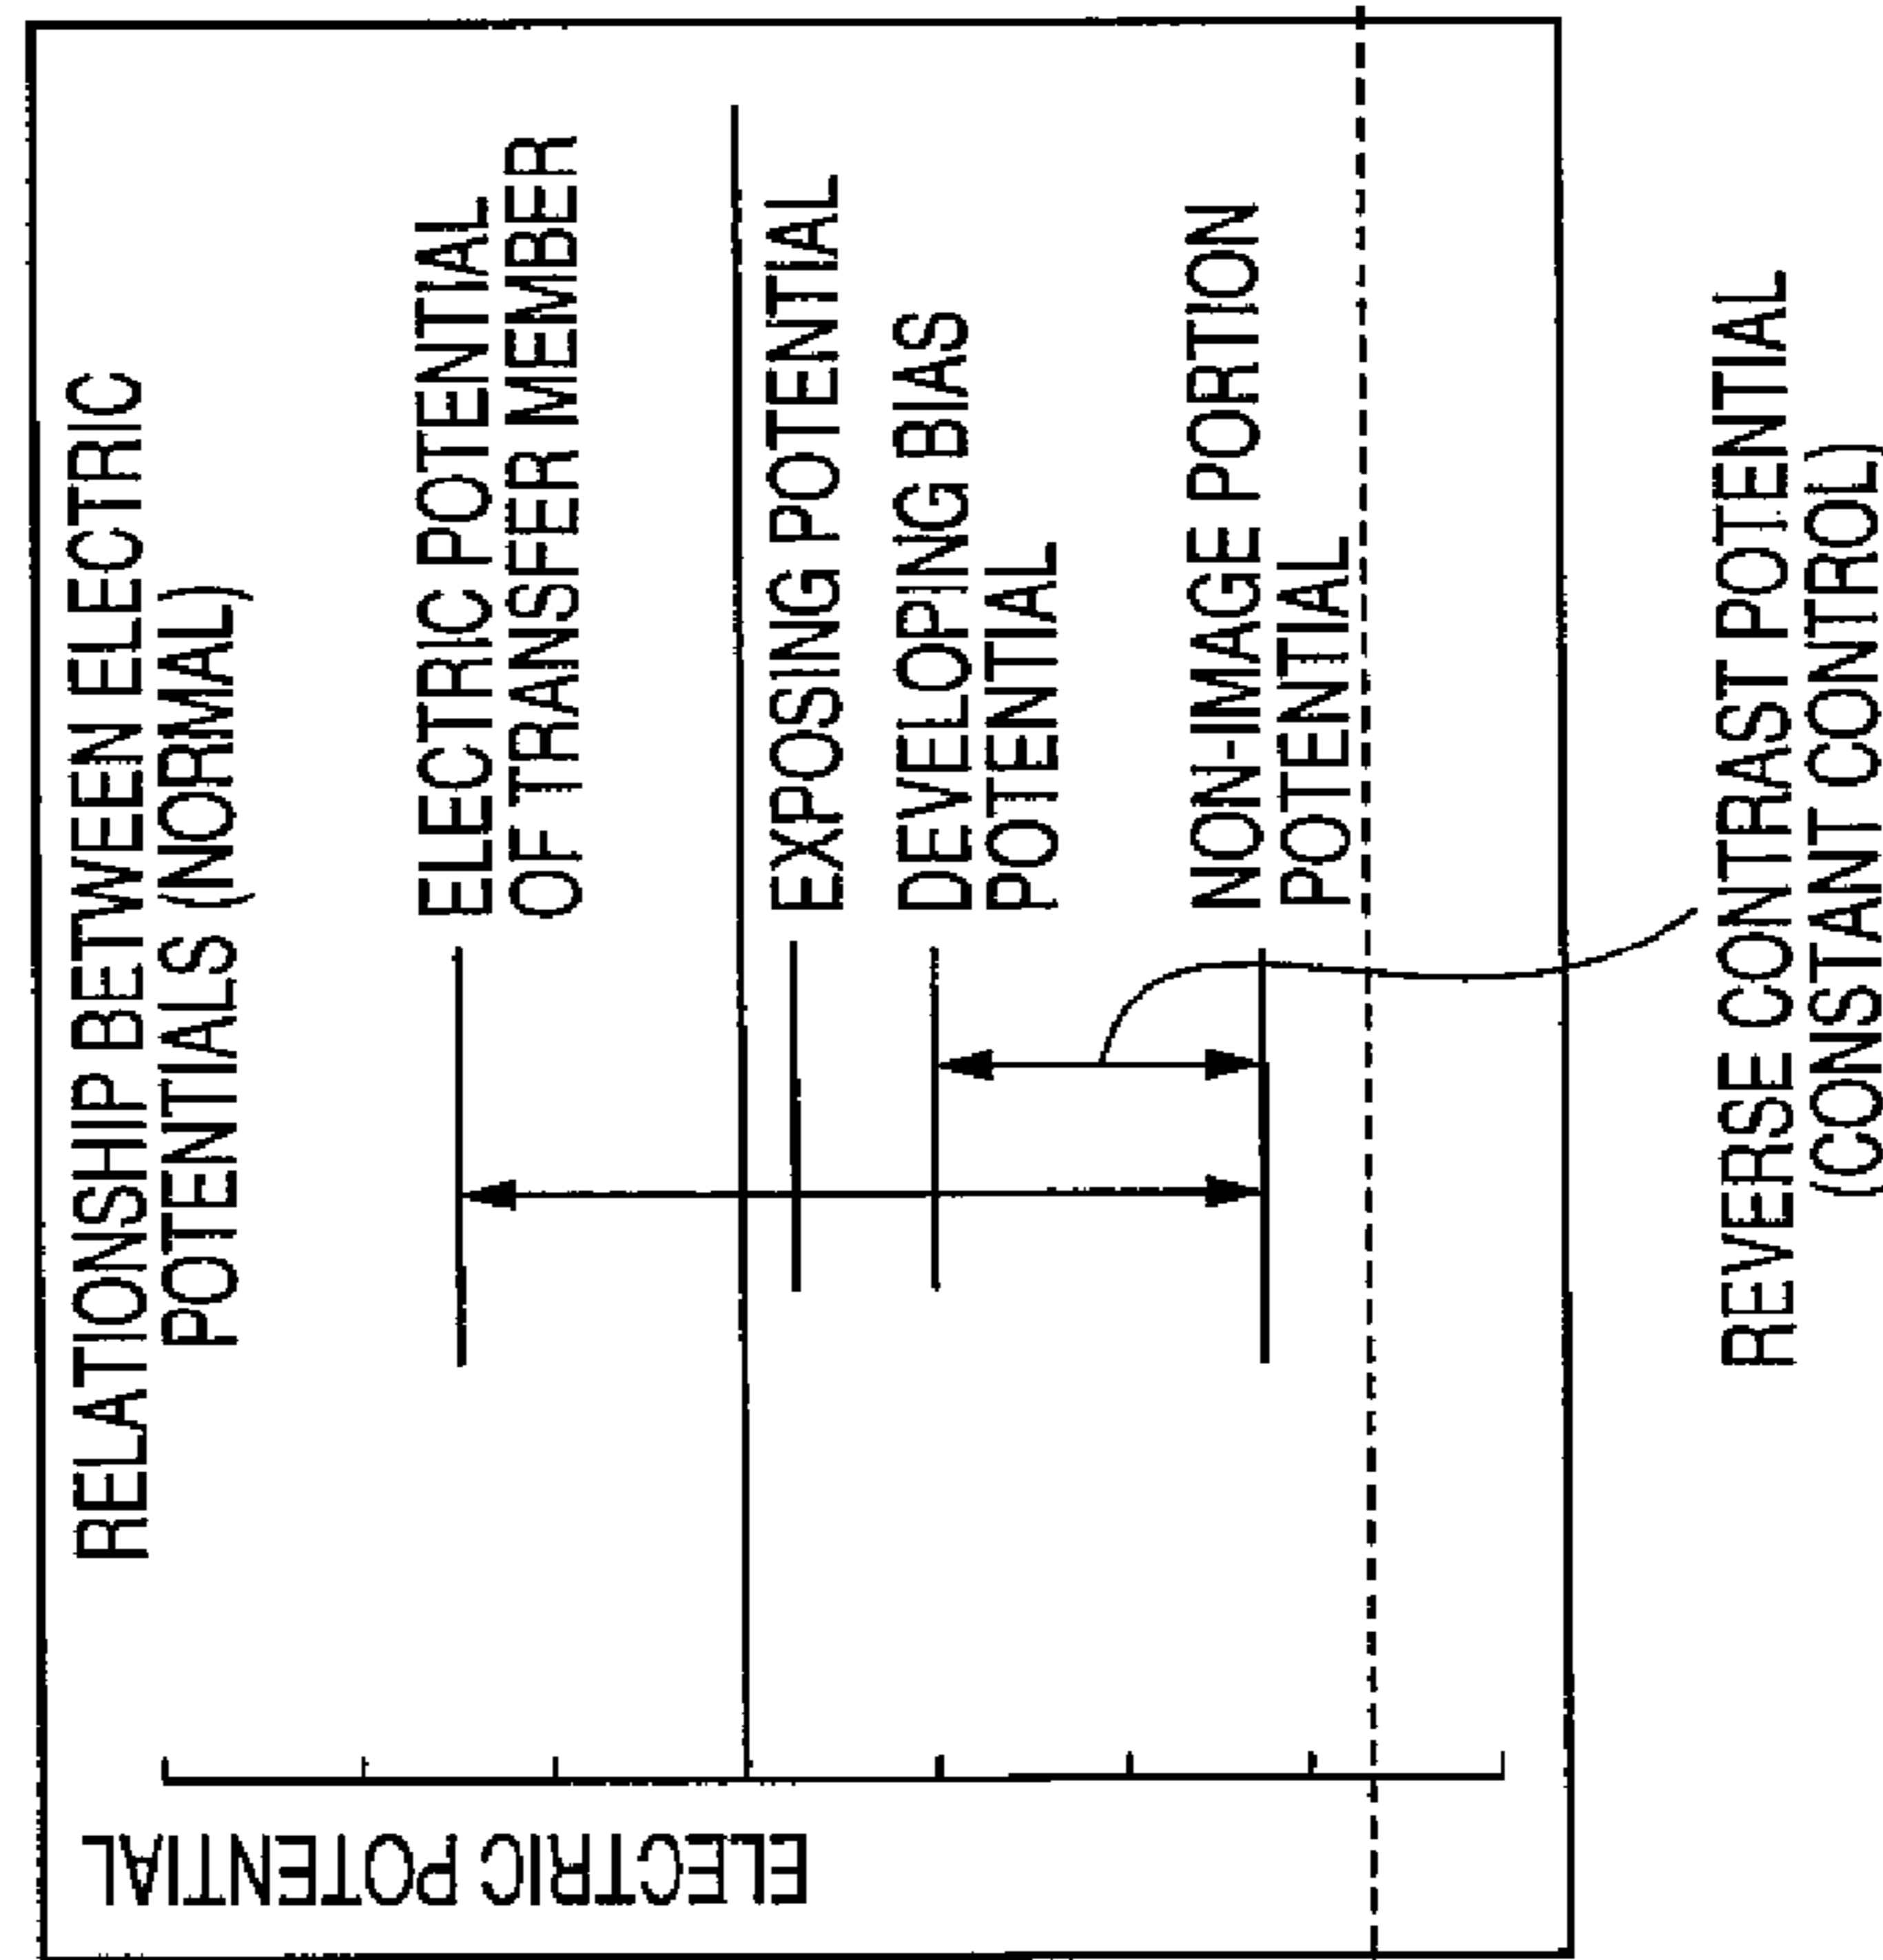 RELATIONSHIP BETWEEN ELECTRIC
POTENTIALS (NORMAL)
ELECTRIC POTENTIAL
ELECTRIC POTENTIAL
OF TRANSFER MEMBER
EXPOSING POTENTIAL
DEVELOPING BIAS
POTENTIAL
NON-IMAGE PORTION
POTENTIAL
REVERSE CONTRAST POTENTIAL
(CONSTANT CONTROL)